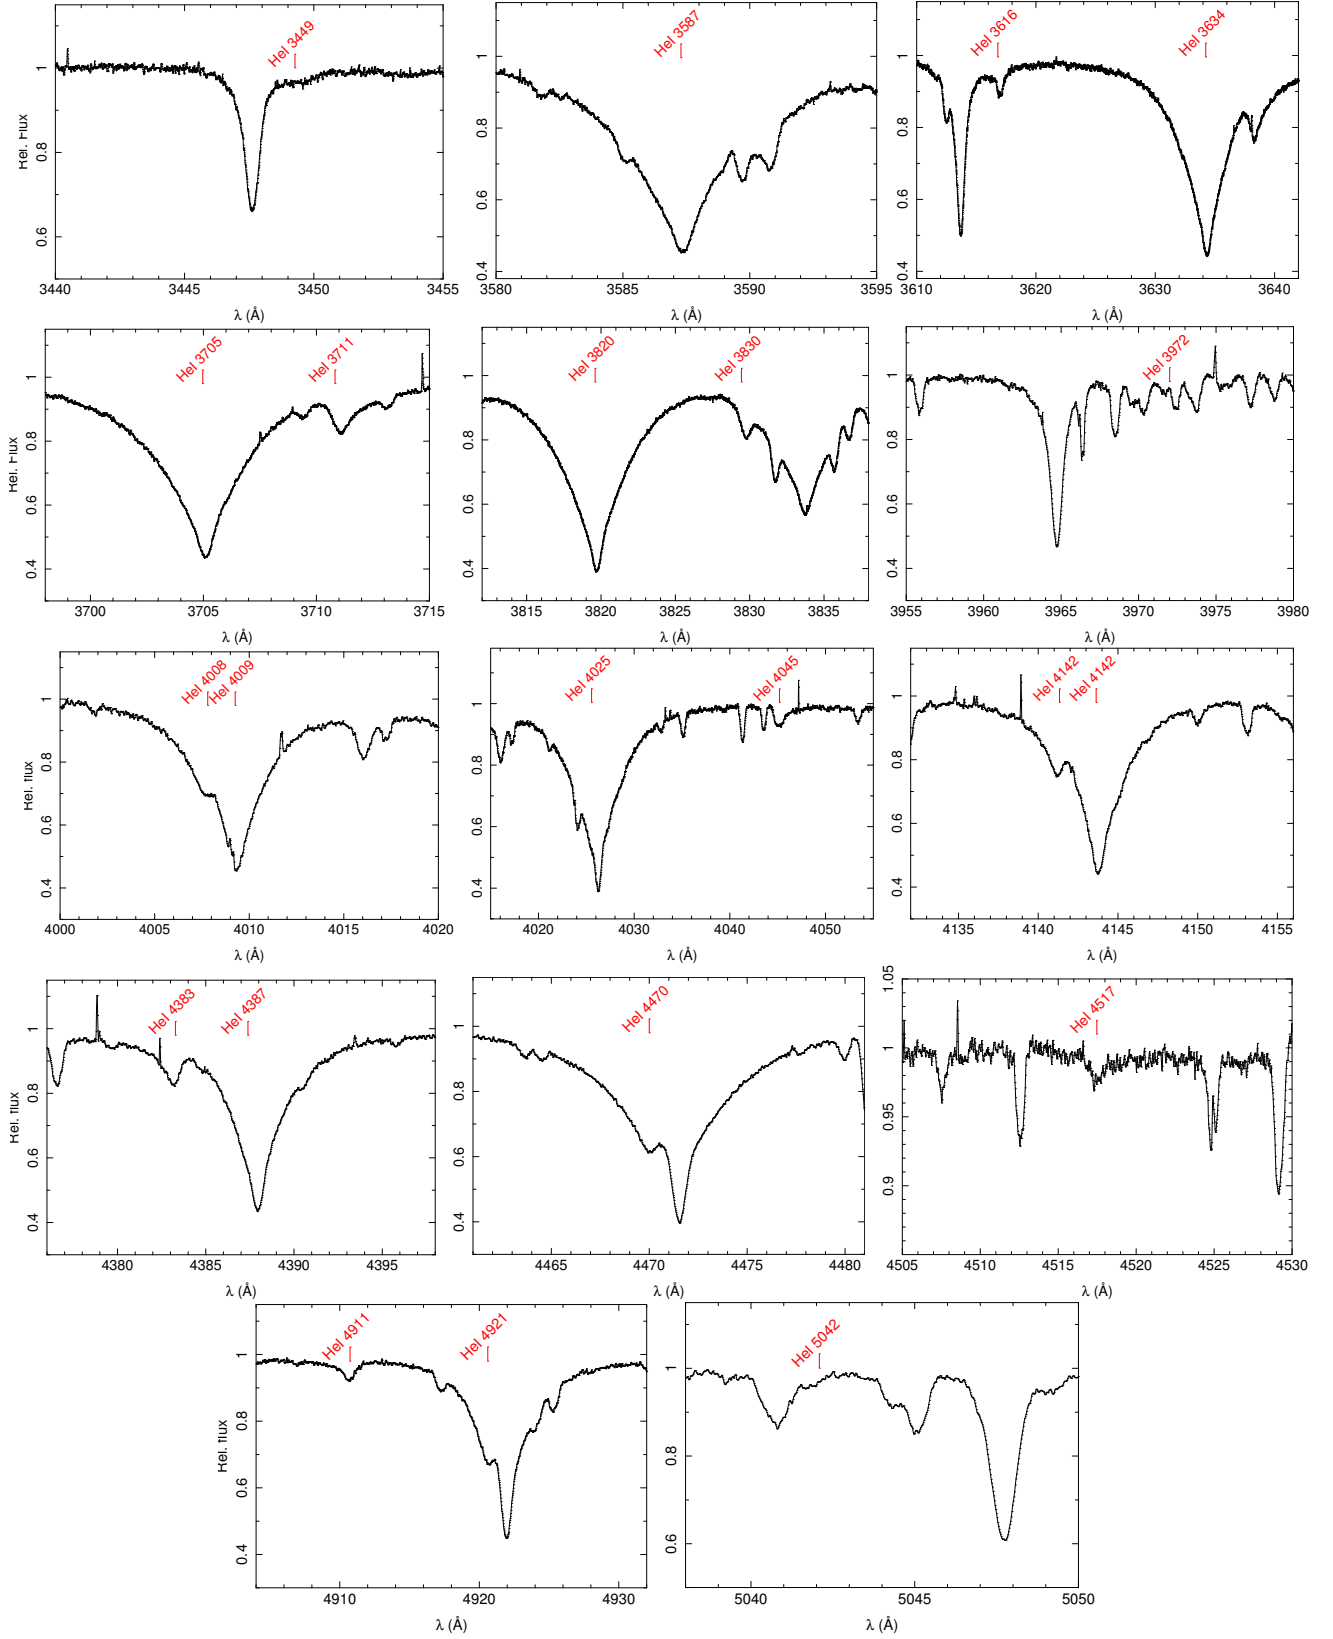 HeI 3449
Rel. Flux
1
0.8
0.6
3440 3445 3450 3455
λ (Å)
HeI 3587
1
0.8
0.6
0.4
3580 3585 3590 3595
λ (Å)
HeI 3616 HeI 3634
1
0.8
0.6
0.4
3610 3620 3630 3640
λ (Å)
HeI 3705 HeI 3711
Rel. Flux
1
0.8
0.6
0.4
3700 3705 3710 3715
λ (Å)
HeI 3820 HeI 3830
1
0.8
0.6
0.4
3815 3820 3825 3830 3835
λ (Å)
HeI 3972
1
0.8
0.6
0.4
3955 3960 3965 3970 3975 3980
λ (Å)
HeI 4008 HeI 4009
Rel. flux
1
0.8
0.6
0.4
4000 4005 4010 4015 4020
λ (Å)
HeI 4025 HeI 4045
1
0.8
0.6
0.4
4020 4030 4040 4050
λ (Å)
HeI 4142 HeI 4142
1
0.8
0.6
0.4
4135 4140 4145 4150 4155
λ (Å)
HeI 4383 HeI 4387
Rel. flux
1
0.8
0.6
0.4
4380 4385 4390 4395
λ (Å)
HeI 4470
1
0.8
0.6
0.4
4465 4470 4475 4480
λ (Å)
HeI 4517
1.05
1
0.95
0.9
4505 4510 4515 4520 4525 4530
λ (Å)
HeI 4911 HeI 4921
Rel. flux
1
0.8
0.6
0.4
4910 4920 4930
λ (Å)
HeI 5042
1
0.8
0.6
5040 5045 5050
λ (Å)